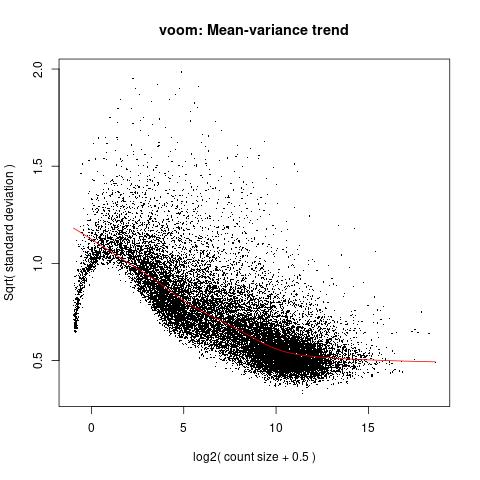 voom: Mean-variance trend
Sqrt( standard deviation )
2.0
1.5
1.0
0.5
0 5 10 15
log2( count size + 0.5 )